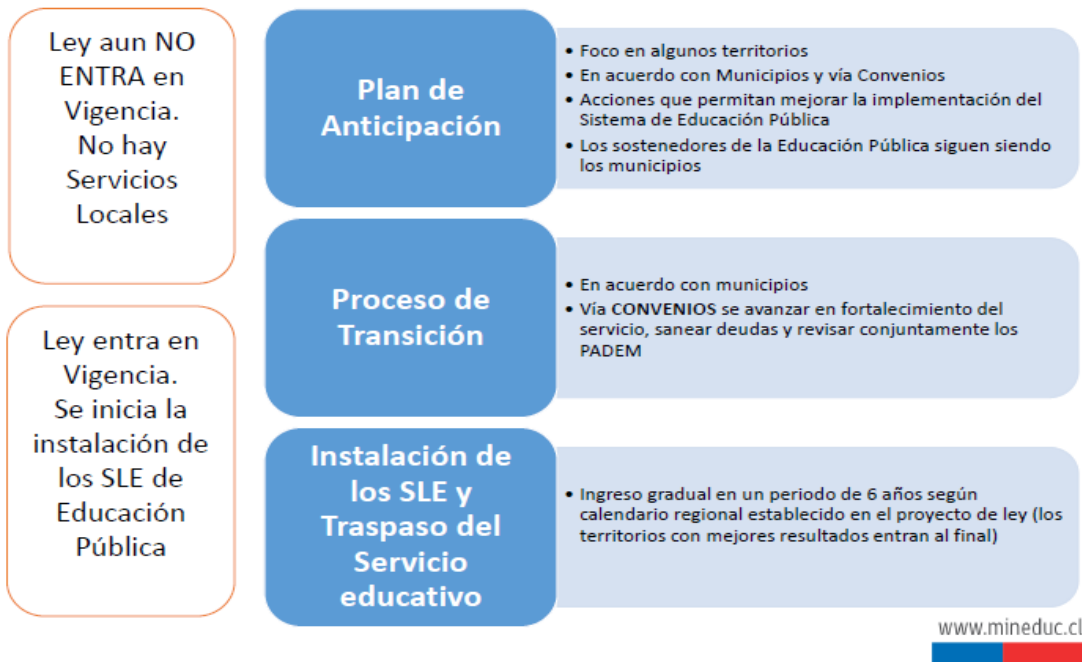 Ley aun NO
ENTRA en
Vigencia.
No hay
Servicios
Locales
Plan de
Anticipación
• Foco en algunos territorios
• En acuerdo con Municipios y vía Convenios
• Acciones que permitan mejorar la implementación del
Sistema de Educación Pública
• Los sostenedores de la Educación Pública siguen siendo
los municipios
Proceso de
Transición
• En acuerdo con municipios
• Vía CONVENIOS se avanzar en fortalecimiento del
servicio, sanear deudas y revisar conjuntamente los
PADEM
Ley entra en
Vigencia.
Se inicia la
instalación de
los SLE de
Educación
Pública
Instalación de
los SLE y
Traspaso del
Servicio
educativo
• Ingreso gradual en un periodo de 6 años según
calendario regional establecido en el proyecto de ley (los
territorios con mejores resultados entran al final)
www.mineduc.cl